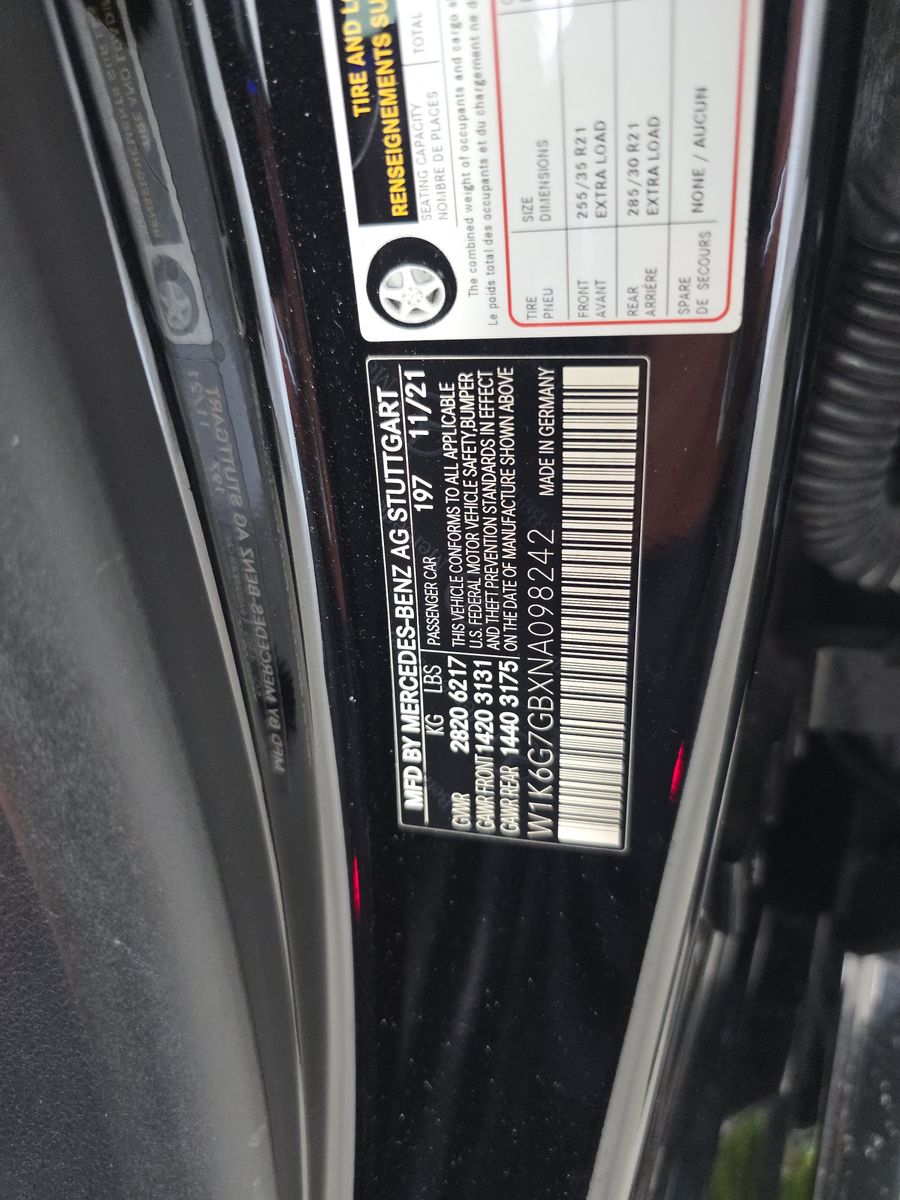 TIRE AND LO
RENSEIGNEMENTS SU
SEATING CAPACITY
NOMBRE DE PLACES
TOTAL
The combined weight of occupants and cargo s
Le poids total des occupants et du chargement ne d
TIRE
PNEU
SIZE
DIMENSIONS
FRONT
AVANT
255/35 R21
EXTRA LOAD
REAR
ARRIÈRE
285/30 R21
EXTRA LOAD
SPARE
DE SECOURS
NONE / AUCUN
MFD BY MERCEDES-BENZ AG STUTTGART
KG LBS PASSENGER CAR 197 11/21
GVWR 2820 6217
GAWR FRONT 1420 3131
GAWR REAR 1440 3175
THIS VEHICLE CONFORMS TO ALL APPLICABLE
U.S. FEDERAL MOTOR VEHICLE SAFETY,BUMPER
AND THEFT PREVENTION STANDARDS IN EFFECT
ON THE DATE OF MANUFACTURE SHOWN ABOVE
W1K6G7GBXNA098242 MADE IN GERMANY